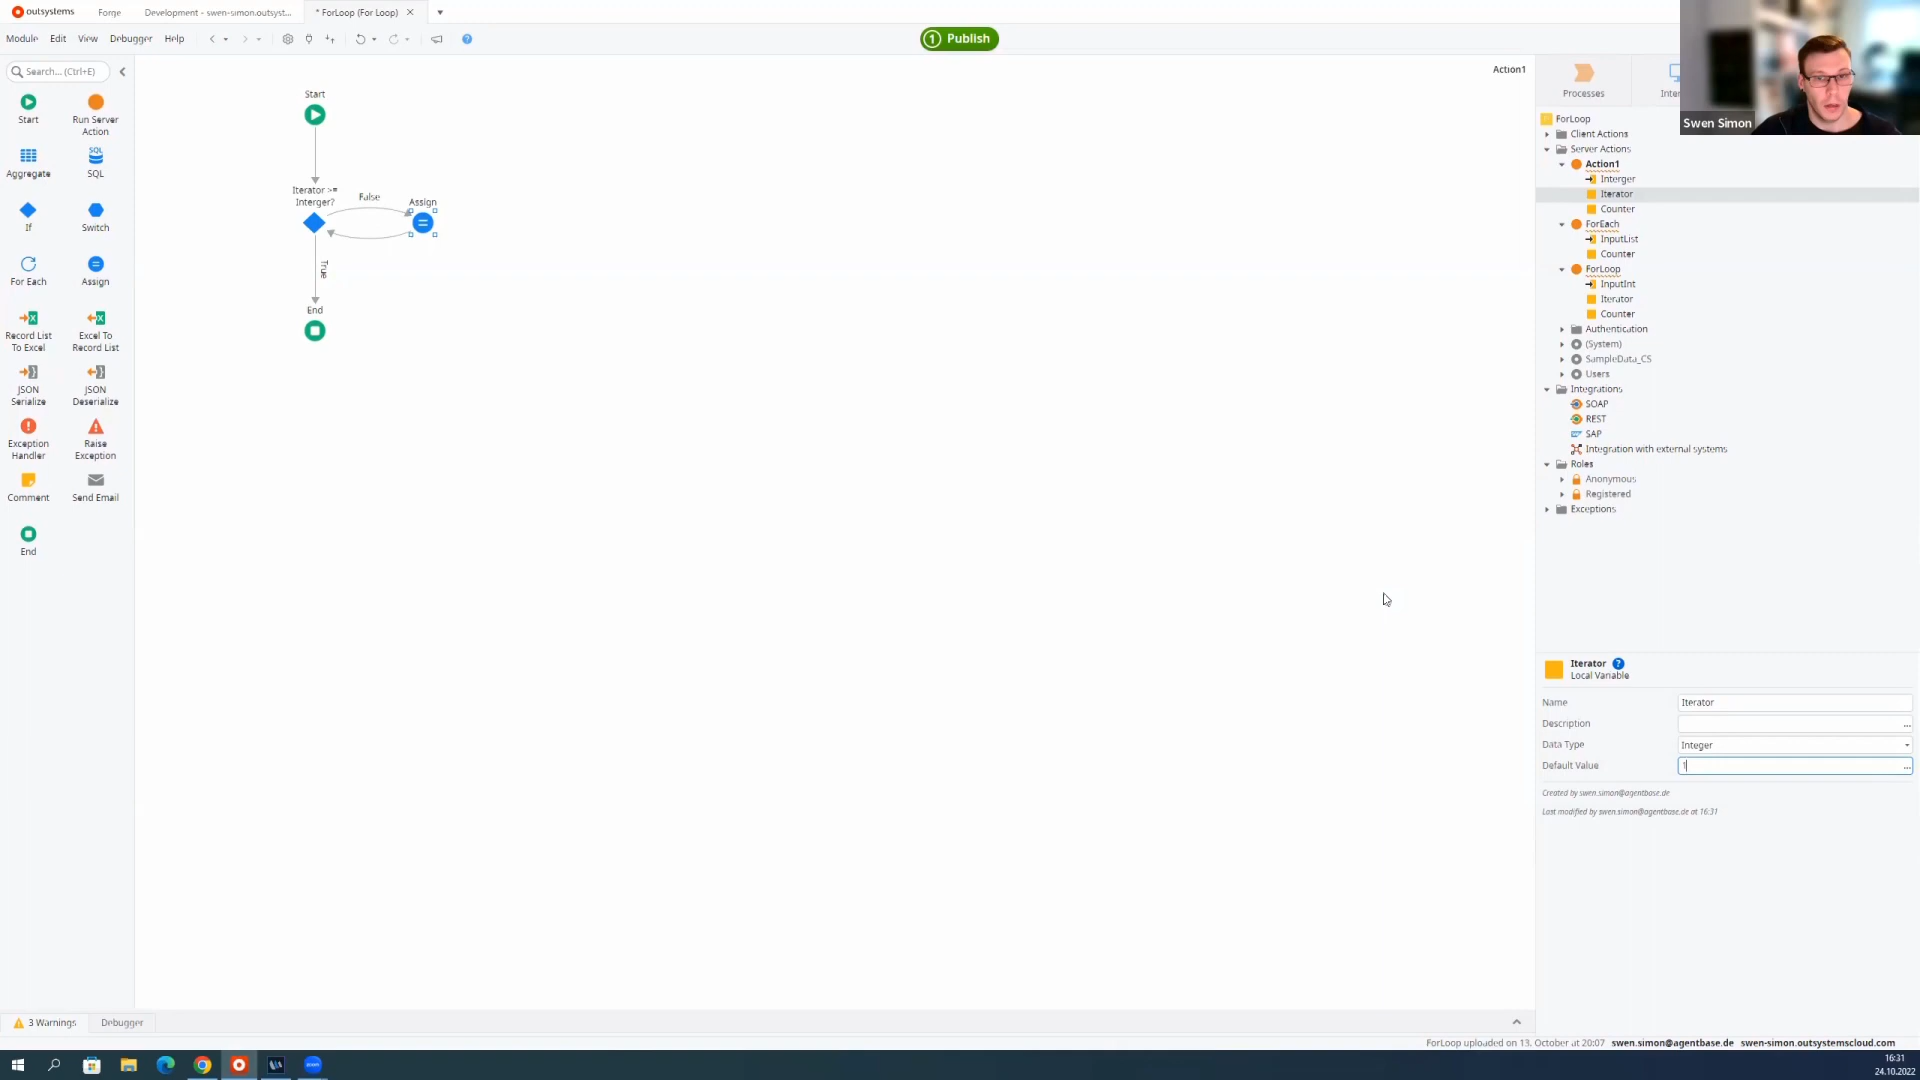 outsystems
Forge
Development - swen-simon.outsyst...
* ForLoop (For Loop)
Module
Edit
View
Debugger
Help
1 Publish
Swen Simon
Search... (Ctrl+E)
Start
Run Server
Action
Aggregate
SQL
SQL
If
Switch
For Each
Assign
Record List
To Excel
Excel To
Record List
JSON
Serialize
JSON
Deserialize
Exception
Handler
Raise
Exception
Comment
Send Email
End
Action1
Start
Iterator >=
Interger?
False
Assign
True
End
Processes
Inter
ForLoop
Client Actions
Server Actions
Action1
Interger
Iterator
Counter
ForEach
InputList
Counter
ForLoop
InputInt
Iterator
Counter
Authentication
(System)
SampleData_CS
Users
Integrations
SOAP
REST
SAP
Integration with external systems
Roles
Anonymous
Registered
Exceptions
Iterator ?
Local Variable
Name
Iterator
Description
...
Data Type
Integer
Default Value
1
...
Created by swen.simon@agentbase.de
Last modified by swen.simon@agentbase.de at 16:31
3 Warnings
Debugger
ForLoop uploaded on 13. October at 20:07 swen.simon@agentbase.de swen-simon.outsystemscloud.com
zoom
16:31
24.10.2022